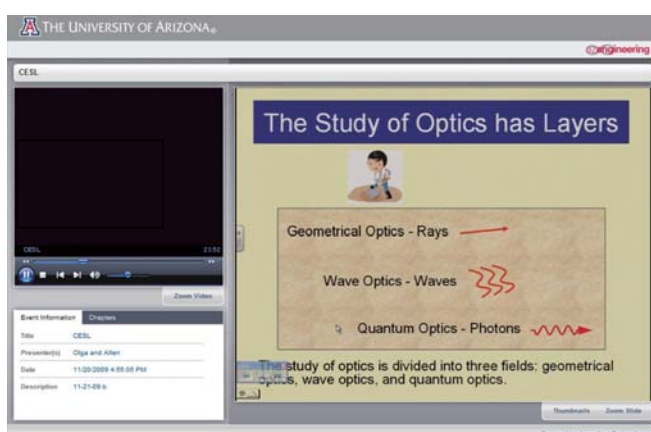 THE UNIVERSITY OF ARIZONA®
engineering
CESL
The Study of Optics has Layers
Geometrical Optics - Rays
Wave Optics - Waves
Quantum Optics - Photons
The study of optics is divided into three fields: geometrical
optics, wave optics, and quantum optics.
CESL
23:52
Zoom Video
Event Information Chapters
Title CESL
Presenter(s) Olga and Allen
Date 11/20/2009 4:55:05 PM
Description 11-21-09 b
Thumbnails Zoom Slide